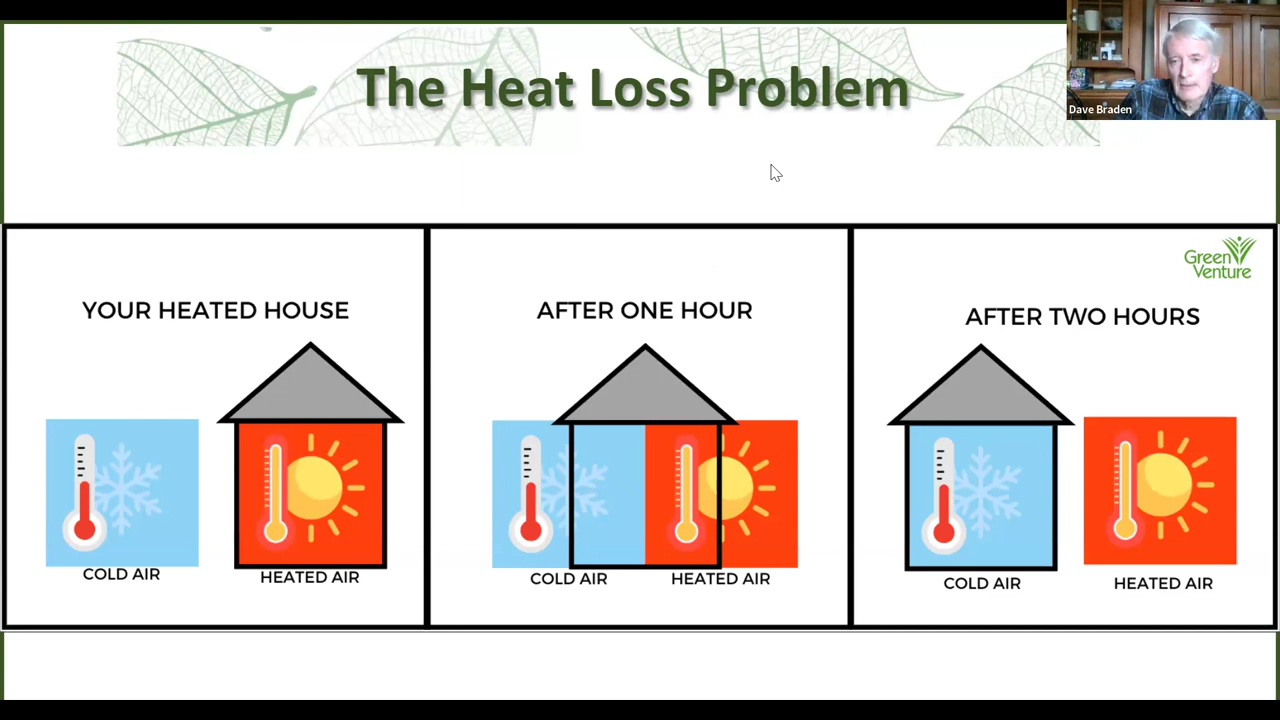 The Heat Loss Problem
Dave Braden
Green
Venture
YOUR HEATED HOUSE
AFTER ONE HOUR
AFTER TWO HOURS
COLD AIR
HEATED AIR
COLD AIR
HEATED AIR
COLD AIR
HEATED AIR